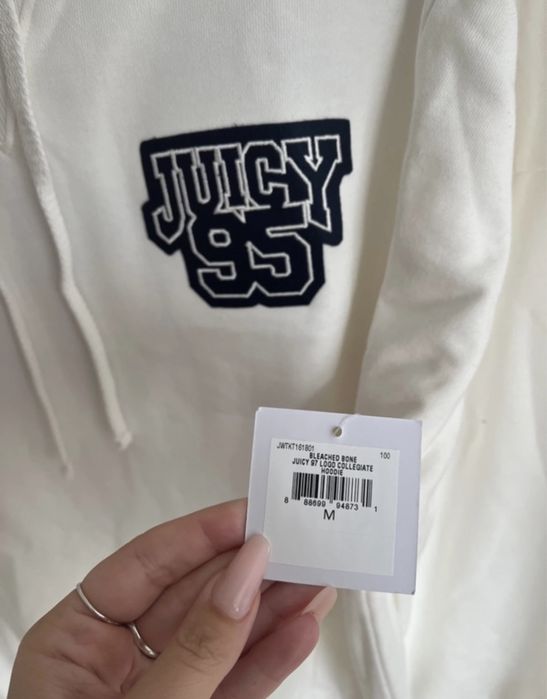 JUICY
95
JWTKT161801
100
BLEACHED BONE
JUICY 97 LOGO COLLEGIATE
HOODIE
8 88699 94873 1
M